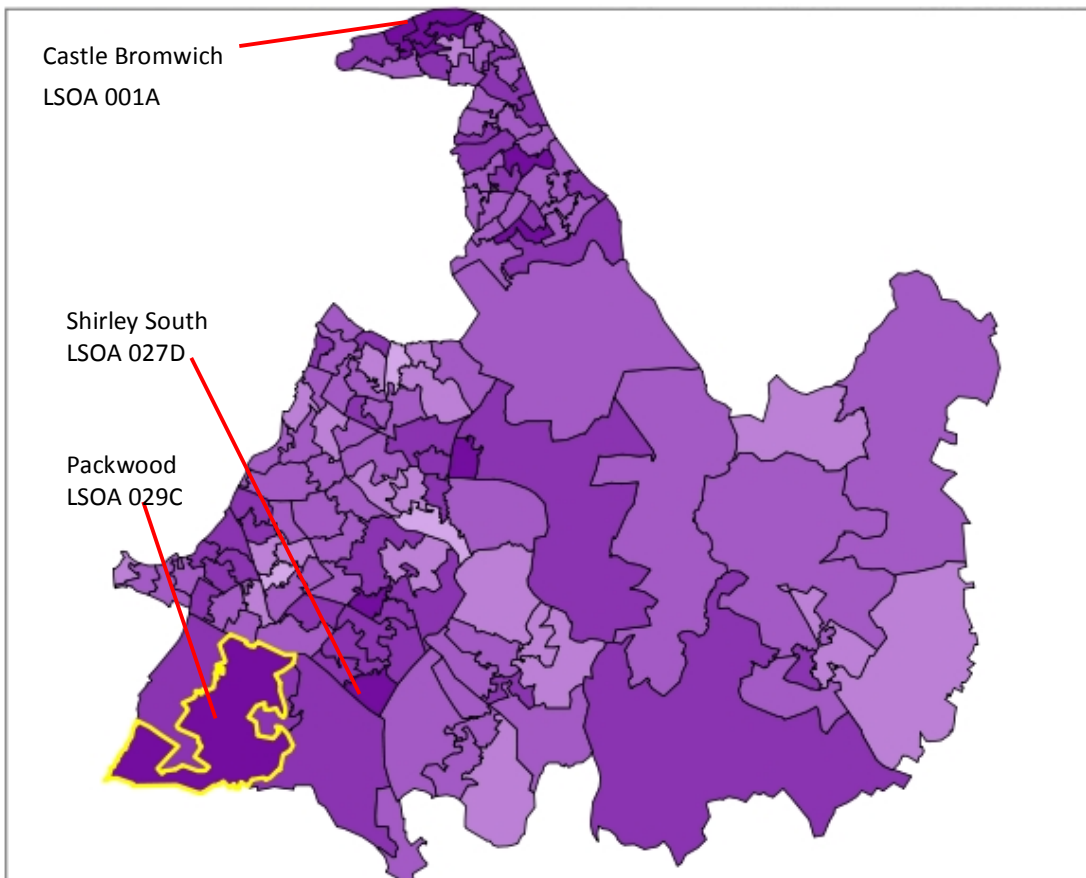 Castle Bromwich
LSOA 001A
Shirley South
LSOA 027D
Packwood
LSOA 029C